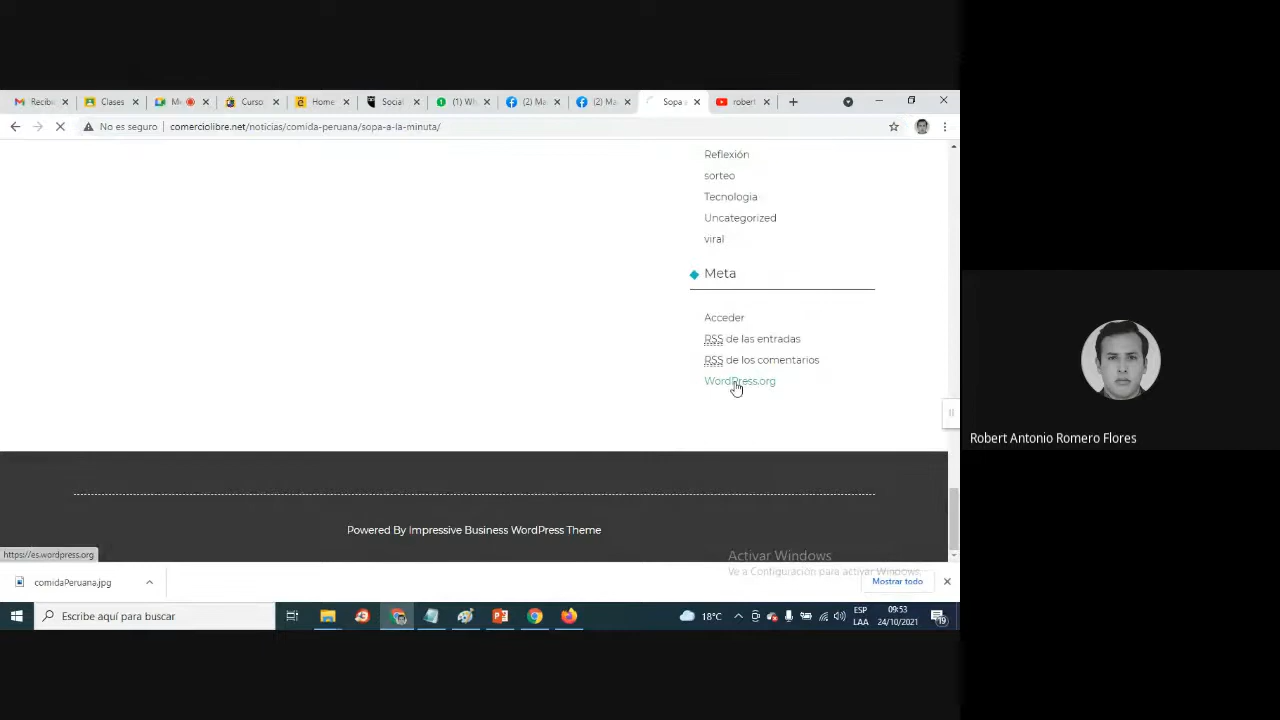 Recibi
Clases
M
Curso
Home
Social
(1) Wh
(2) Ma
(2) Ma
Sopa a
robert
No es seguro
comerciolibre.net/noticias/comida-peruana/sopa-a-la-minuta/
Reflexión
sorteo
Tecnologia
Uncategorized
viral
Meta
Acceder
RSS de las entradas
RSS de los comentarios
WordPress.org
Robert Antonio Romero Flores
Powered By Impressive Business WordPress Theme
https://es.wordpress.org
Activar Windows
Ve a Configuración para activar Windows.
comidaPeruana.jpg
Mostrar todo
Escribe aquí para buscar
18°C
ESP
LAA
09:53
24/10/2021
19